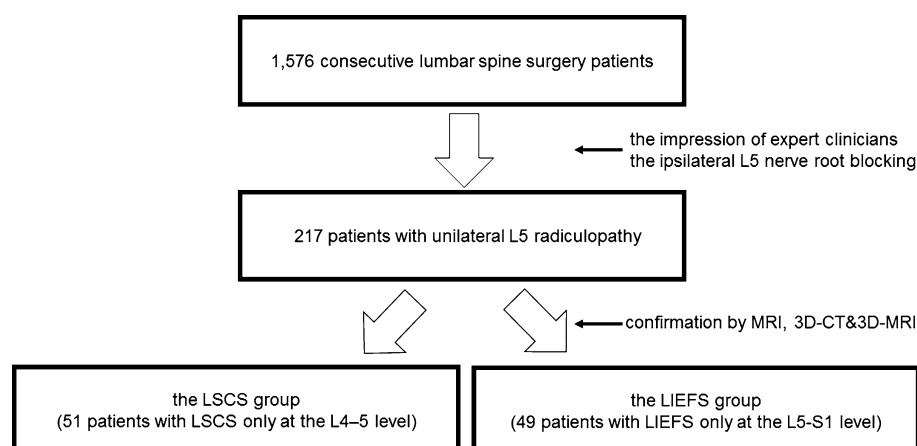 1,576 consecutive lumbar spine surgery patients
the impression of expert clinicians
the ipsilateral L5 nerve root blocking
217 patients with unilateral L5 radiculopathy
confirmation by MRI, 3D-CT&3D-MRI
the LSCS group
(51 patients with LSCS only at the L4–5 level)
the LIEFS group
(49 patients with LIEFS only at the L5-S1 level)